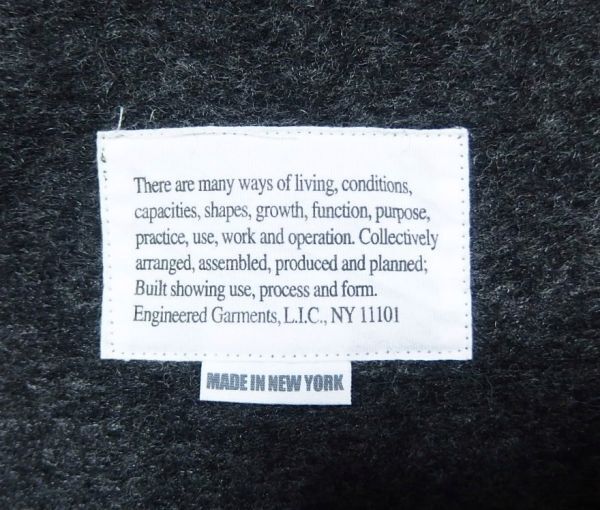 There are many ways of living, conditions,
capacities, shapes, growth, function, purpose,
practice, use, work and operation. Collectively
arranged, assembled, produced and planned;
Built showing use, process and form.
Engineered Garments, L.I.C., NY 11101
MADE IN NEW YORK